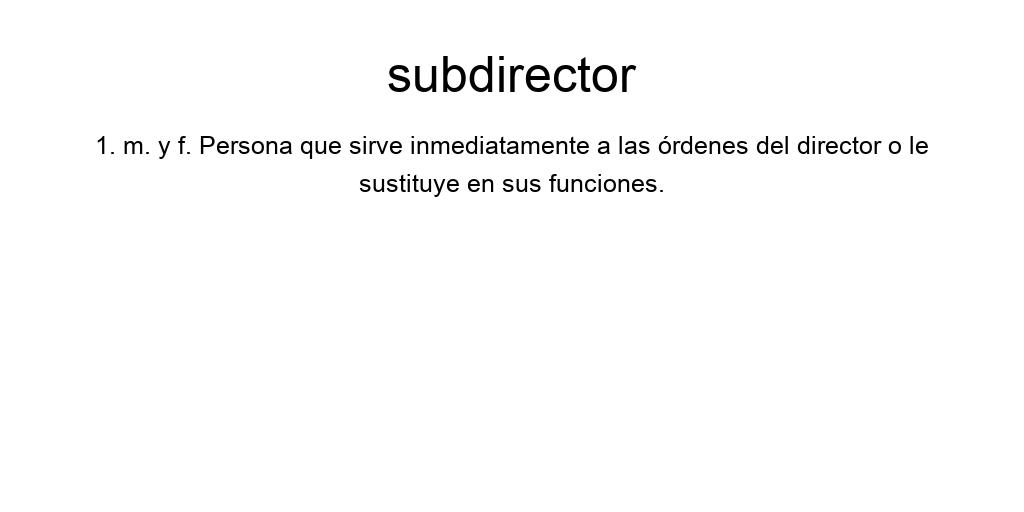 subdirector
1. m. y f. Persona que sirve inmediatamente a las órdenes del director o le
sustituye en sus funciones.